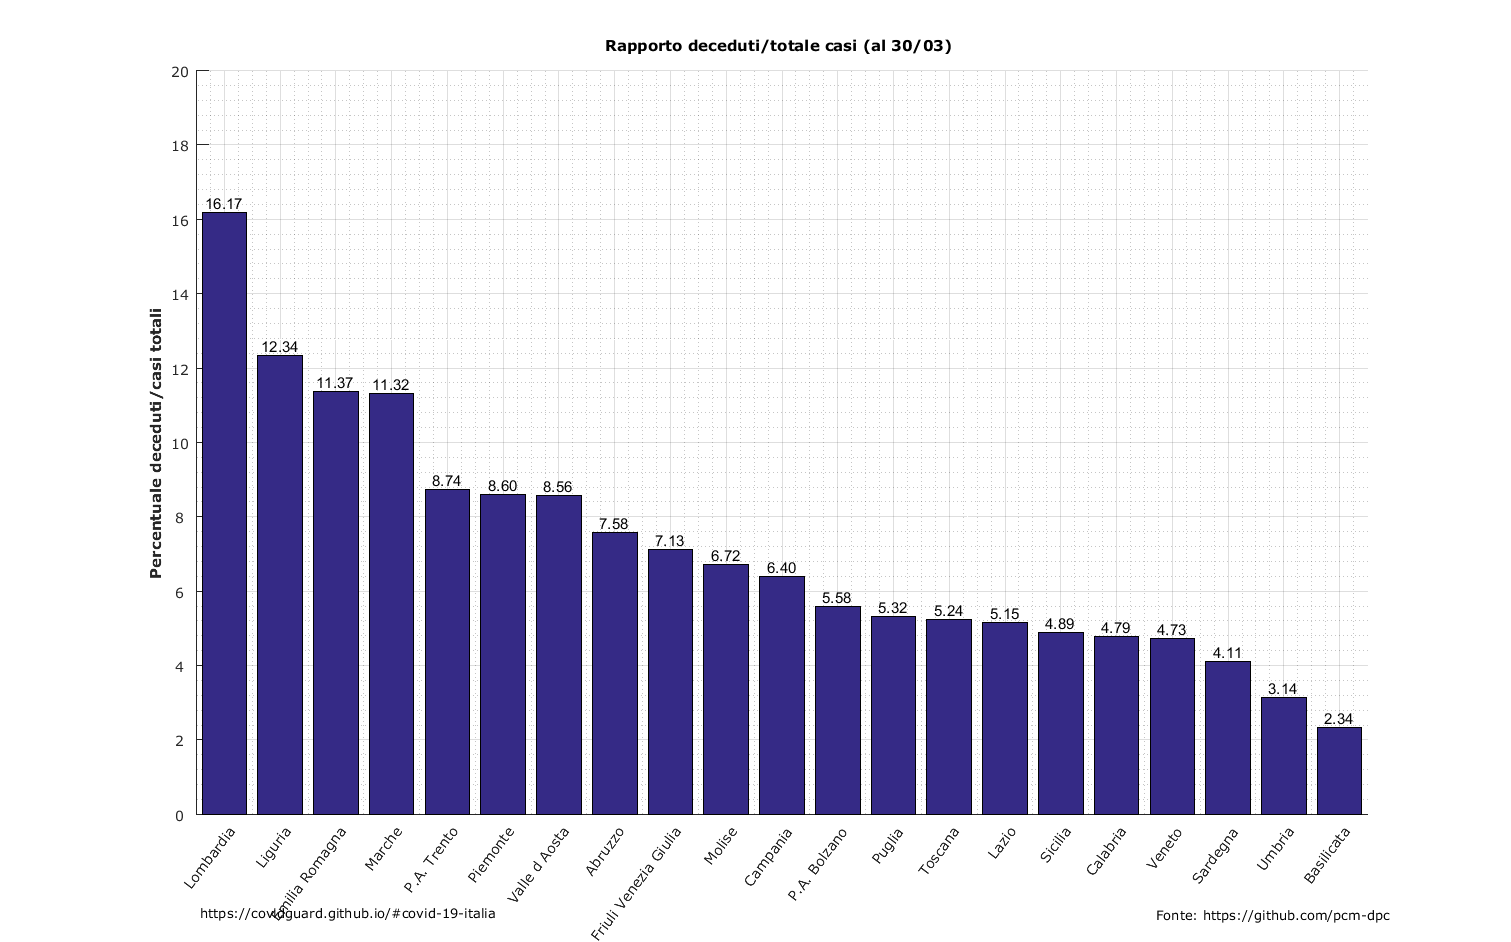 Rapporto deceduti/totale casi (al 30/03)
Percentuale deceduti/casi totali
20
18
16
14
12
10
8
6
4
2
0
16.17
12.34
11.37
11.32
8.74
8.60
8.56
7.58
7.13
6.72
6.40
5.58
5.32
5.24
5.15
4.89
4.79
4.73
4.11
3.14
2.34
Lombardia
Liguria
Emilia Romagna
Marche
P.A. Trento
Piemonte
Valle d Aosta
Abruzzo
Friuli Venezia Giulia
Molise
Campania
P.A. Bolzano
Puglia
Toscana
Lazio
Sicilia
Calabria
Veneto
Sardegna
Umbria
Basilicata
https://covidguard.github.io/#covid-19-italia
Fonte: https://github.com/pcm-dpc